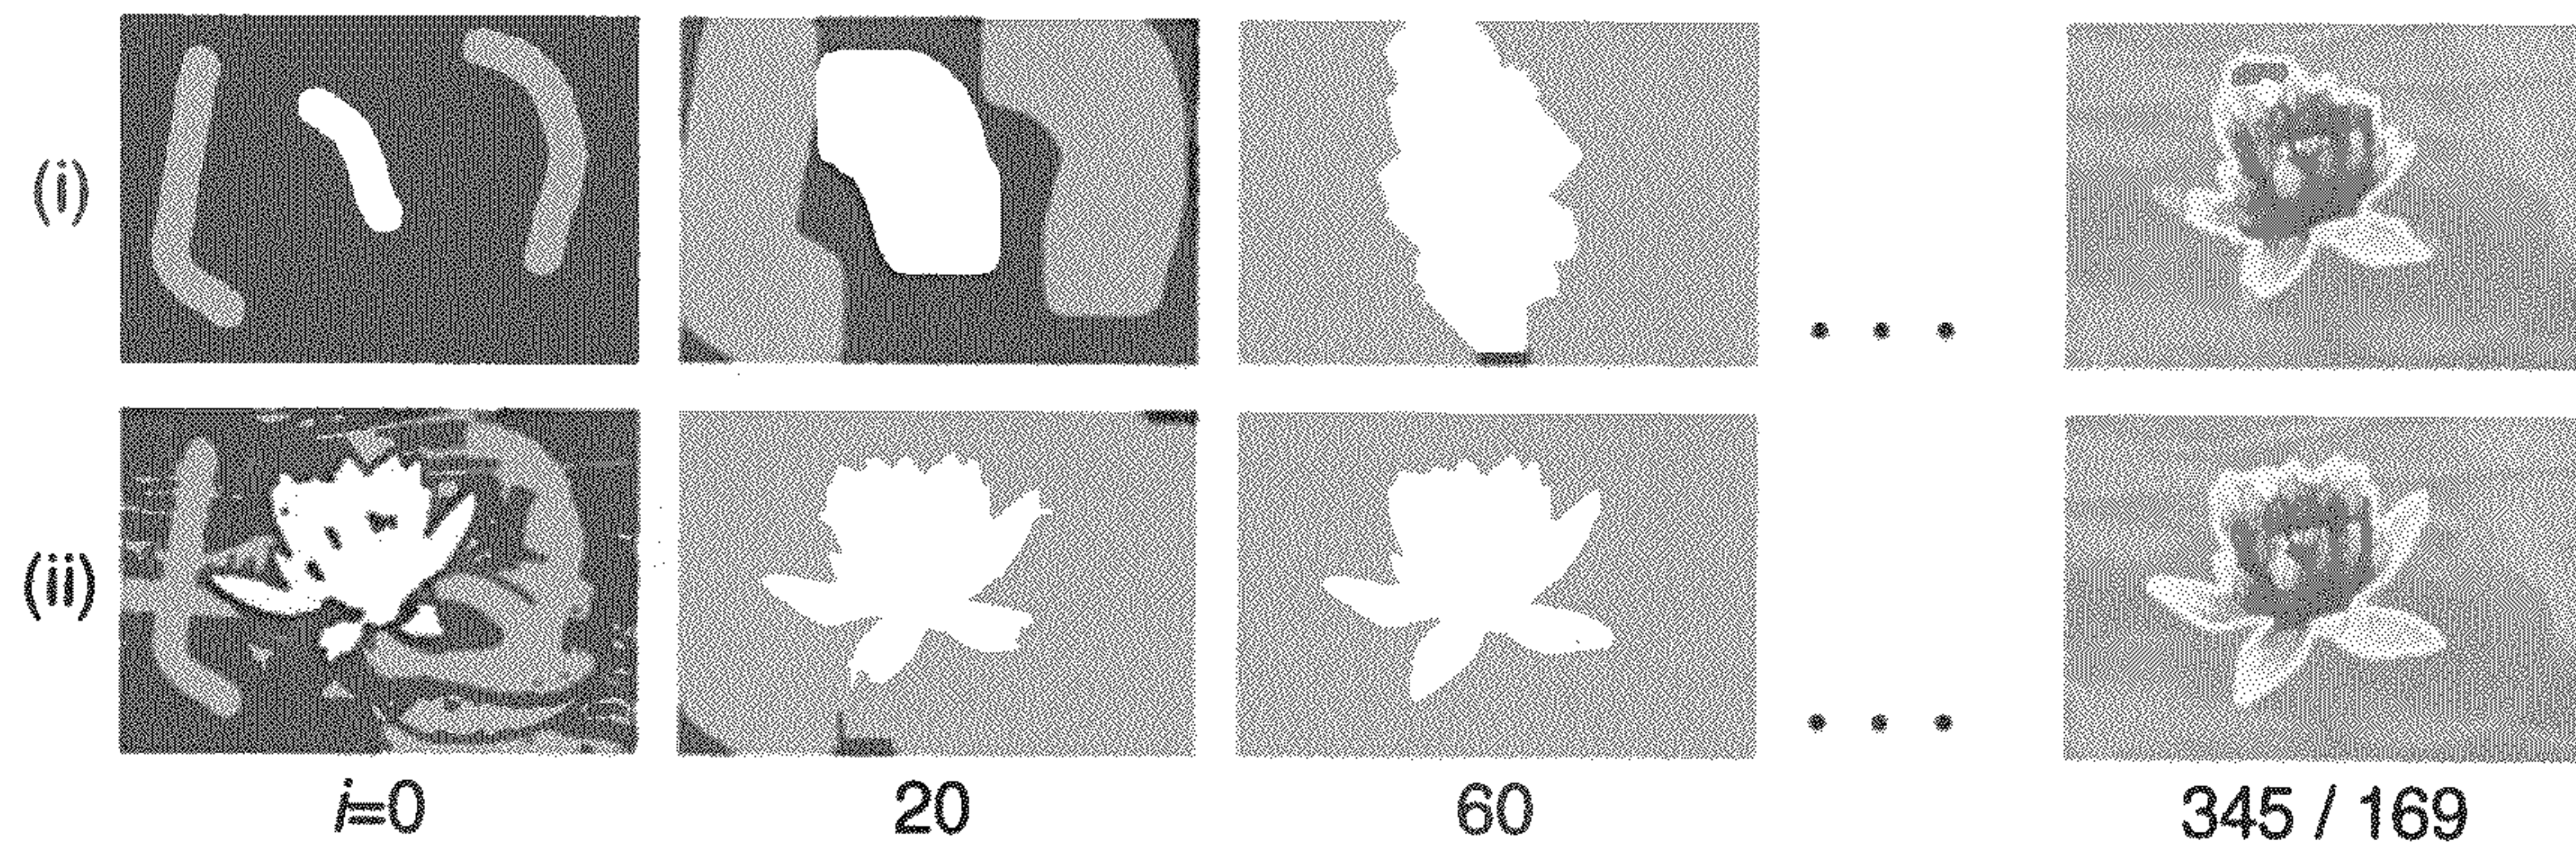 (i)
. . .
(ii)
. . .
i=0 20 60 345 / 169